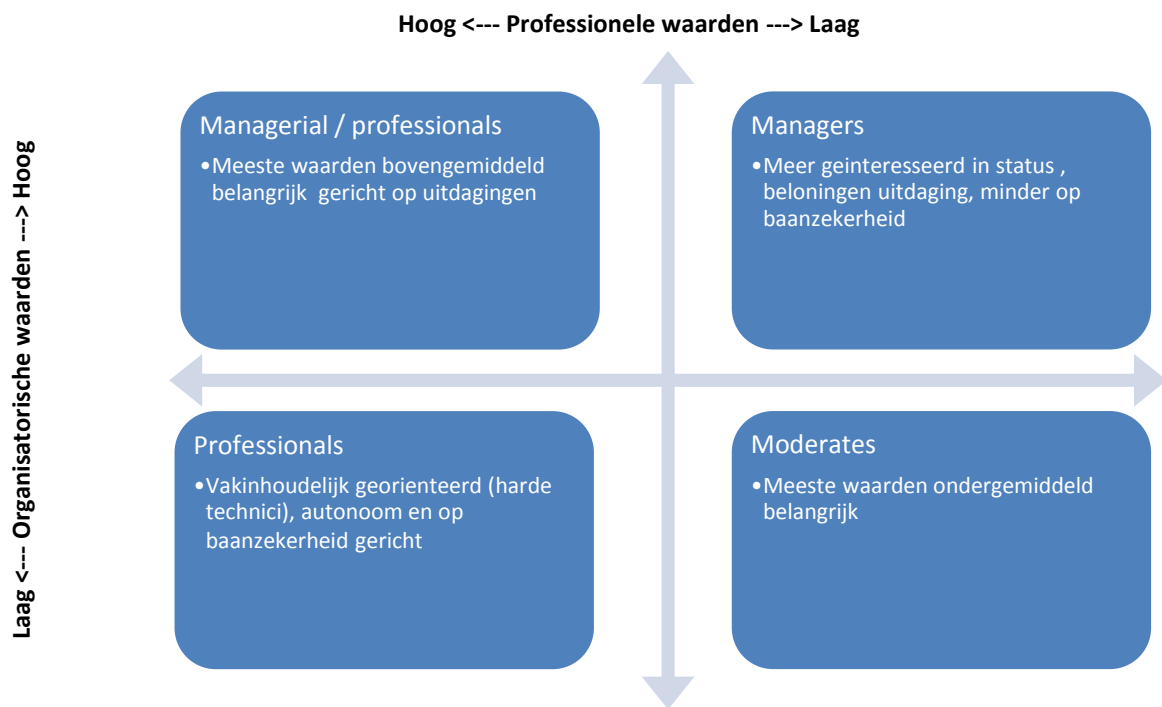 Hoog <--- Professionele waarden ---> Laag
Laag <--- Organisatorische waarden ---> Hoog
Managerial / professionals
•Meeste waarden bovengemiddeld
belangrijk gericht op uitdagingen
Managers
•Meer geinteresseerd in status ,
beloningen uitdaging, minder op
baanzekerheid
Professionals
•Vakinhoudelijk georienteerd (harde
technici), autonoom en op
baanzekerheid gericht
Moderates
•Meeste waarden ondergemiddeld
belangrijk